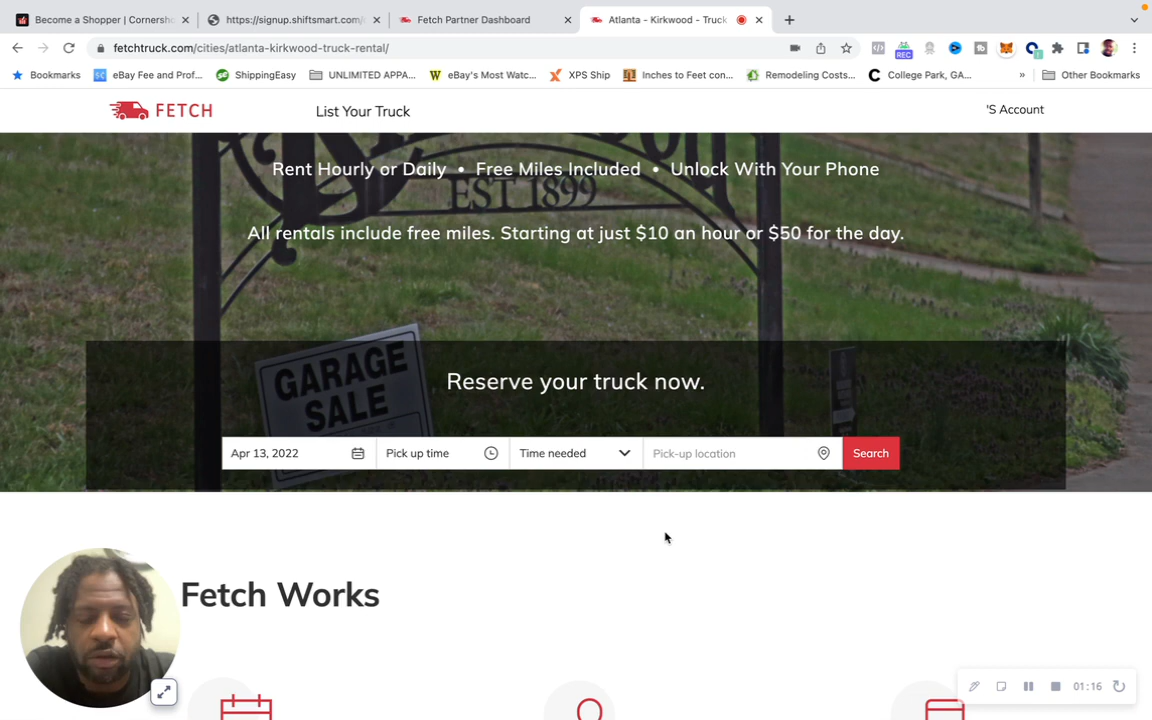 Become a Shopper | Cornersho
https://signup.shiftsmart.com/
Fetch Partner Dashboard
Atlanta - Kirkwood - Truck
fetchtruck.com/cities/atlanta-kirkwood-truck-rental/
REC
Bookmarks
eBay Fee and Prof...
ShippingEasy
UNLIMITED APPA...
eBay's Most Watc...
XPS Ship
Inches to Feet con...
Remodeling Costs...
College Park, GA...
»
Other Bookmarks
FETCH
List Your Truck
'S Account
Rent Hourly or Daily • Free Miles Included • Unlock With Your Phone
EST 1899
All rentals include free miles. Starting at just $10 an hour or $50 for the day.
GARAGE
SALE
Reserve your truck now.
Apr 13, 2022
Pick up time
Time needed
Pick-up location
Search
Fetch Works
01:16